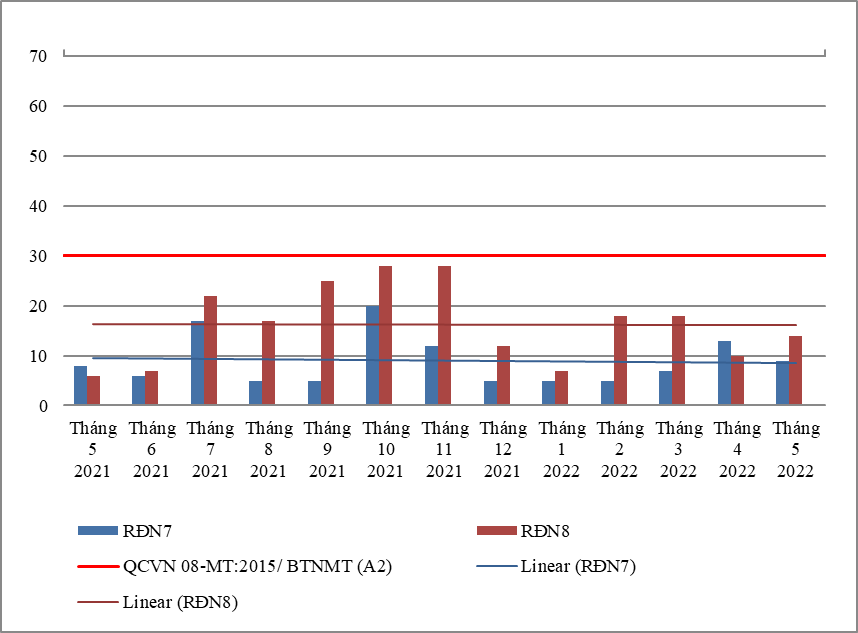 70
60
50
40
30
20
10
0
Tháng 5 2021
Tháng 6 2021
Tháng 7 2021
Tháng 8 2021
Tháng 9 2021
Tháng 10 2021
Tháng 11 2021
Tháng 12 2021
Tháng 1 2022
Tháng 2 2022
Tháng 3 2022
Tháng 4 2022
Tháng 5 2022
RĐN7
RĐN8
QCVN 08-MT:2015/ BTNMT (A2)
Linear (RĐN7)
Linear (RĐN8)